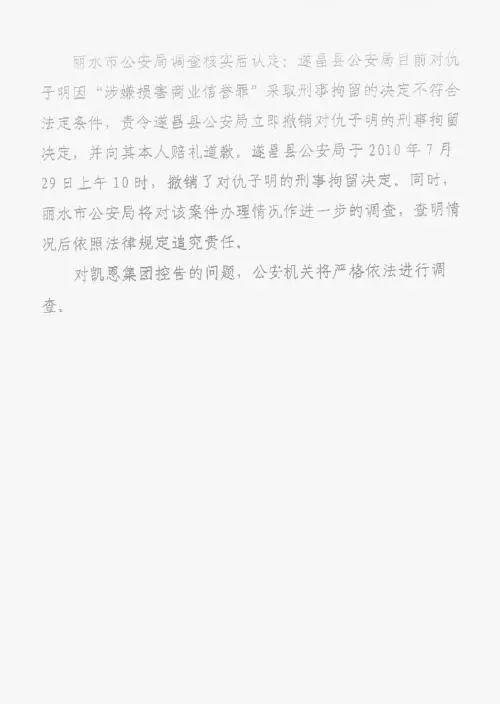 丽水市公安局调查核实后认定：遂昌县公安局目前对仇
子明因“涉嫌损害商业信誉罪”采取刑事拘留的决定不符合
法定条件，责令遂昌县公安局立即撤销对仇子明的刑事拘留
决定，并向其本人赔礼道歉。遂昌县公安局于2010年7月
29日上午10时，撤销了对仇子明的刑事拘留决定。同时，
丽水市公安局将对该案件办理情况作进一步的调查，查明情
况后依照法律规定追究责任。
对凯恩集团控告的问题，公安机关将严格依法进行调
查。